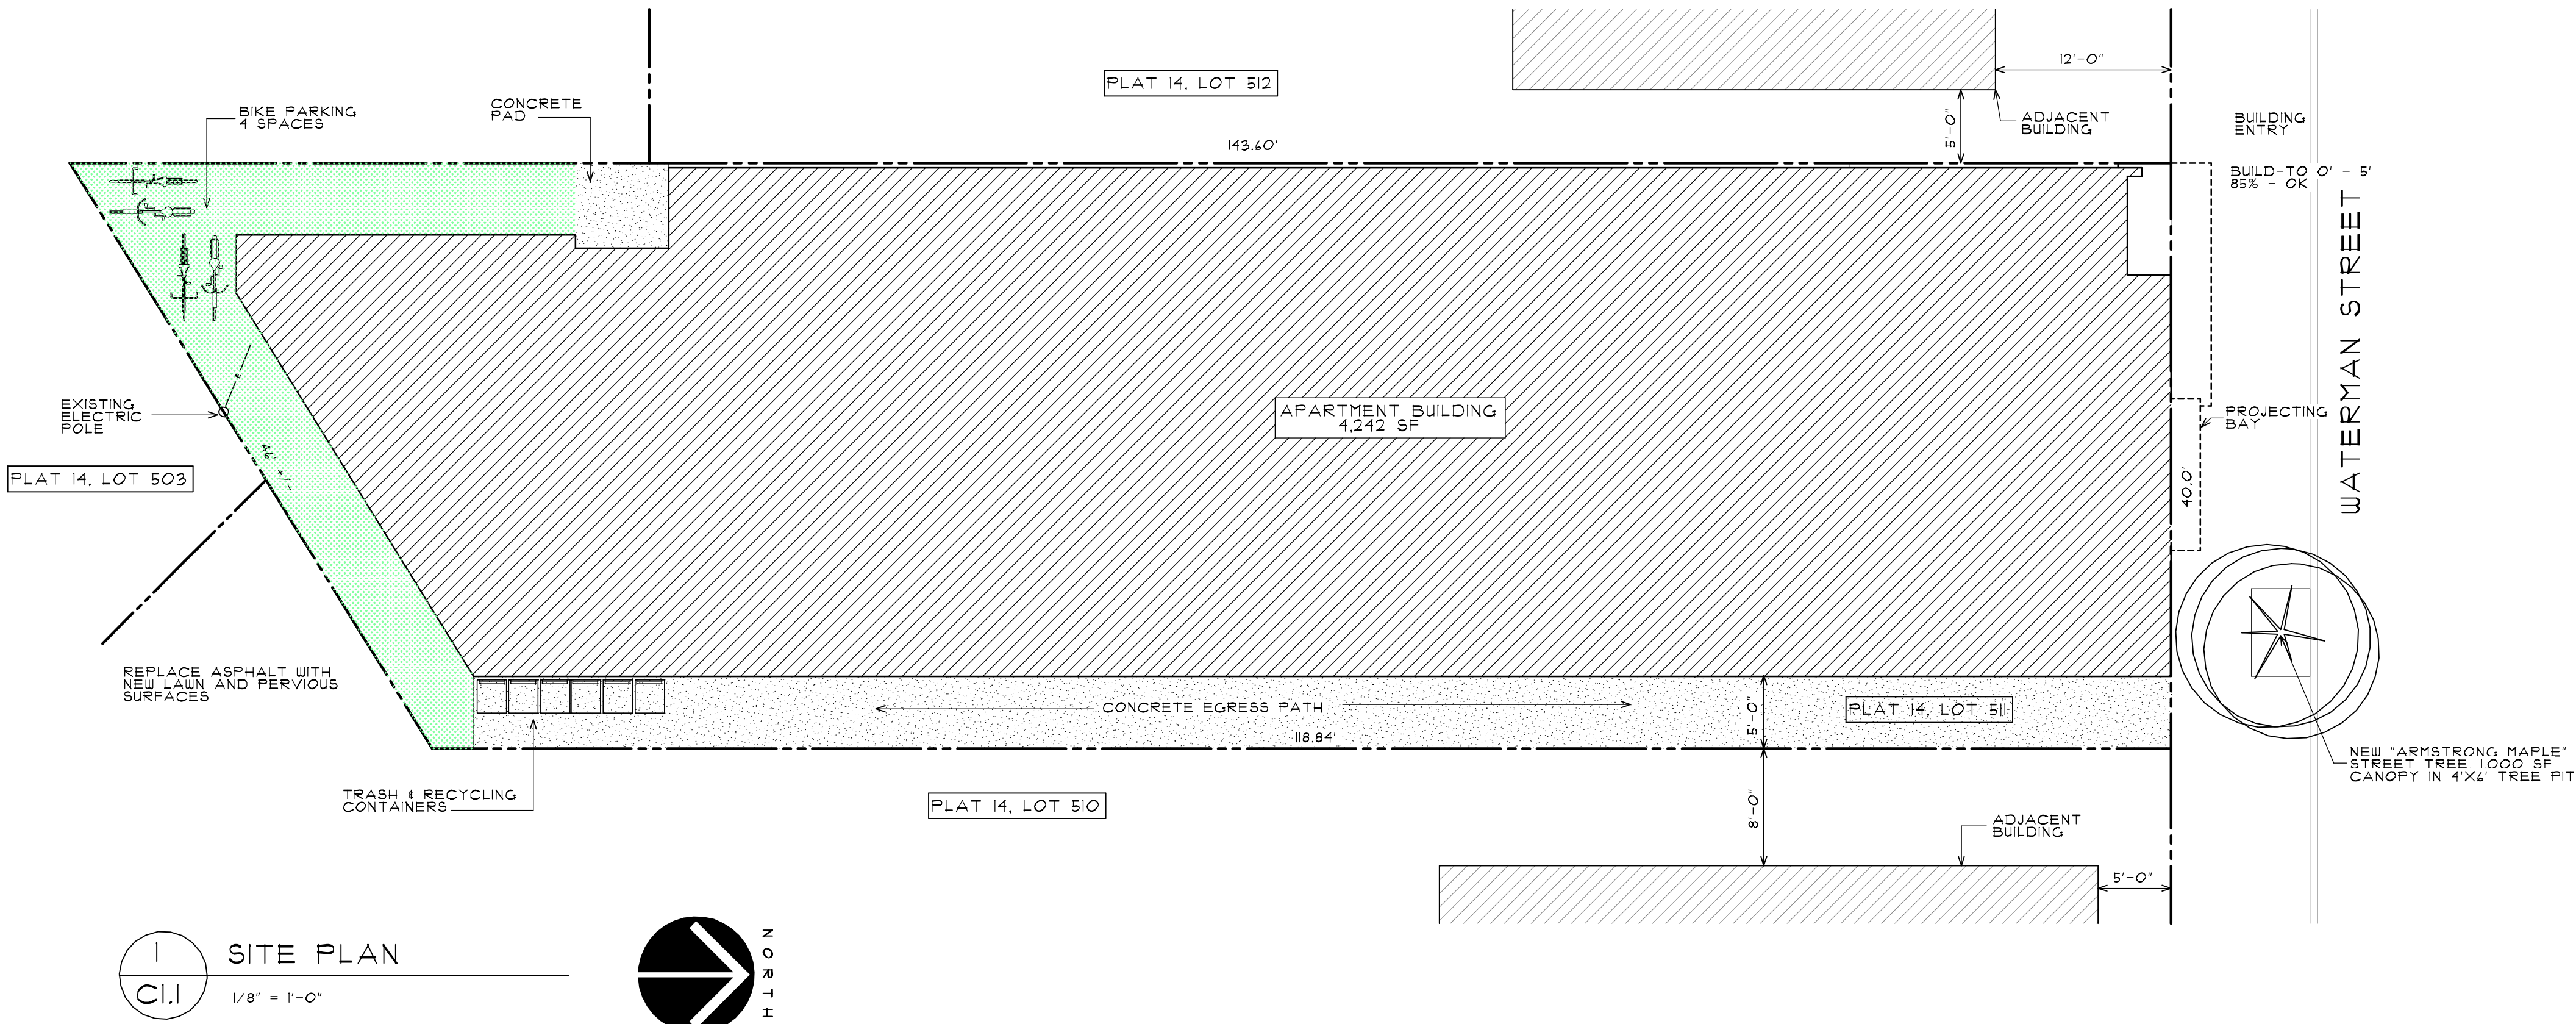 12'-0"
PLAT 14, LOT 512
BIKE PARKING
4 SPACES
CONCRETE
PAD
ADJACENT
BUILDING
5'-0"
BUILDING
ENTRY
143.60'
BUILD-TO 0' - 5'
85% - OK
WATERMAN STREET
EXISTING
ELECTRIC
POLE
E
APARTMENT BUILDING
4,242 SF
PROJECTING
BAY
46' +/-
PLAT 14, LOT 503
40.0'
REPLACE ASPHALT WITH
NEW LAWN AND PERVIOUS
SURFACES
CONCRETE EGRESS PATH
5'-0"
PLAT 14, LOT 511
118.84'
NEW "ARMSTRONG MAPLE"
STREET TREE. 1,000 SF
CANOPY IN 4'X6' TREE PIT
TRASH & RECYCLING
CONTAINERS
PLAT 14, LOT 510
8'-0"
ADJACENT
BUILDING
5'-0"
1
C1.1
SITE PLAN
1/8" = 1'-0"
NORTH